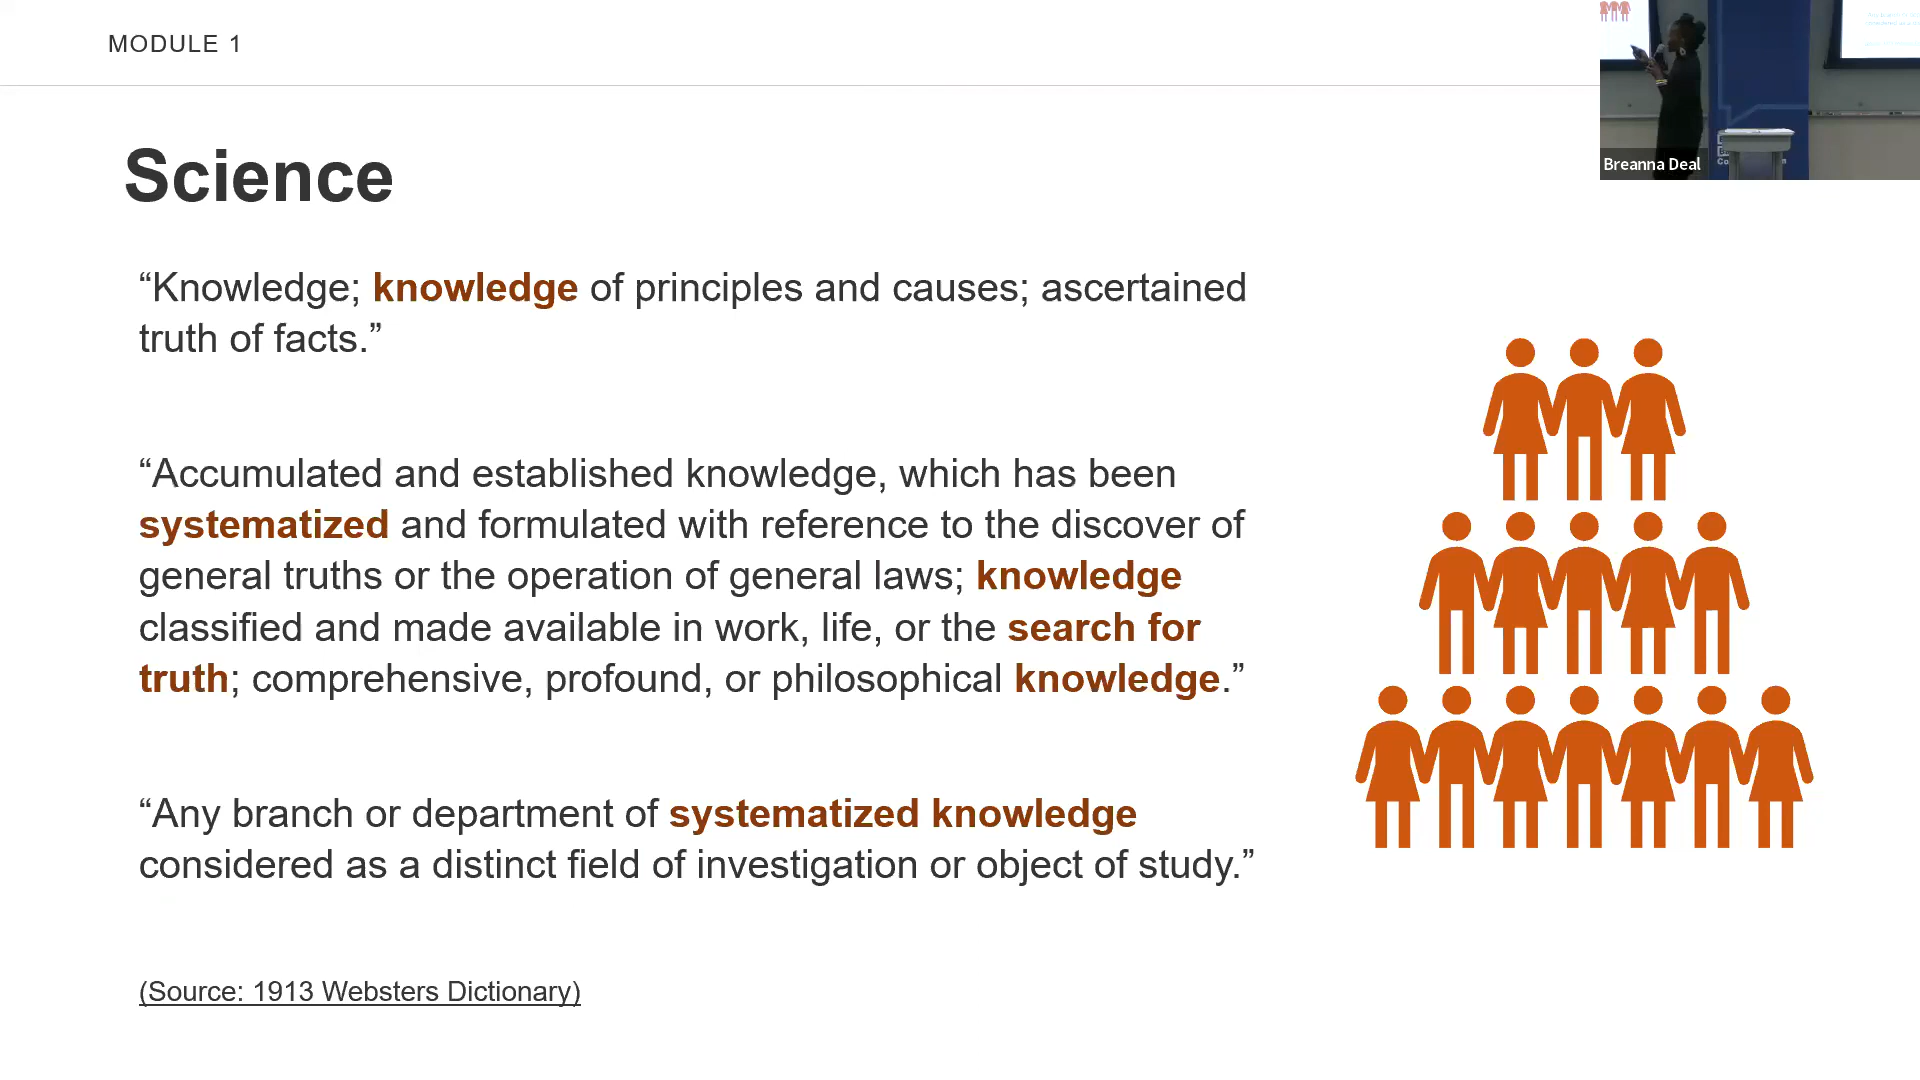 MODULE 1
Breanna Deal
Science
“Knowledge; knowledge of principles and causes; ascertained
truth of facts.”
“Accumulated and established knowledge, which has been
systematized and formulated with reference to the discover of
general truths or the operation of general laws; knowledge
classified and made available in work, life, or the search for
truth; comprehensive, profound, or philosophical knowledge.”
“Any branch or department of systematized knowledge
considered as a distinct field of investigation or object of study.”
(Source: 1913 Websters Dictionary)